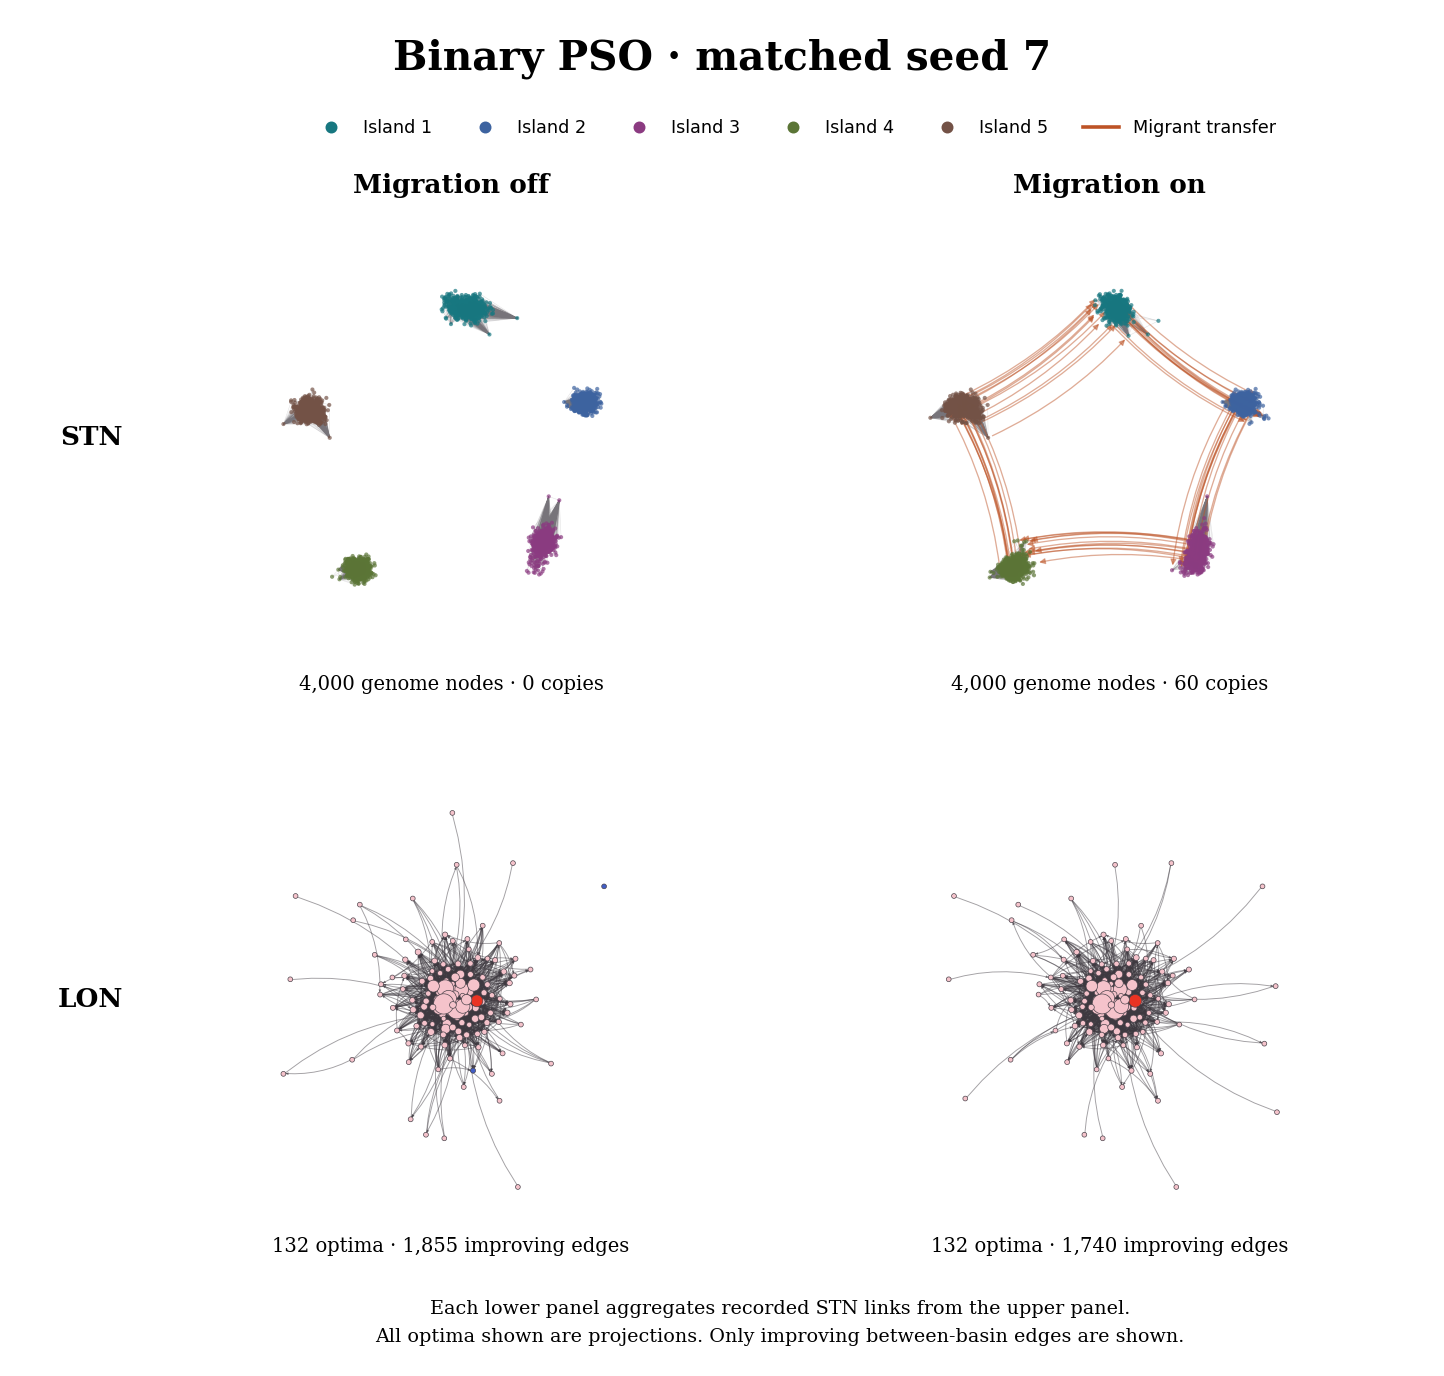 Binary PSO · matched seed 7
Island 1 Island 2 Island 3 Island 4 Island 5 Migrant transfer
Migration off Migration on
STN
4,000 genome nodes · 0 copies 4,000 genome nodes · 60 copies
LON
132 optima · 1,855 improving edges 132 optima · 1,740 improving edges
Each lower panel aggregates recorded STN links from the upper panel.
All optima shown are projections. Only improving between-basin edges are shown.